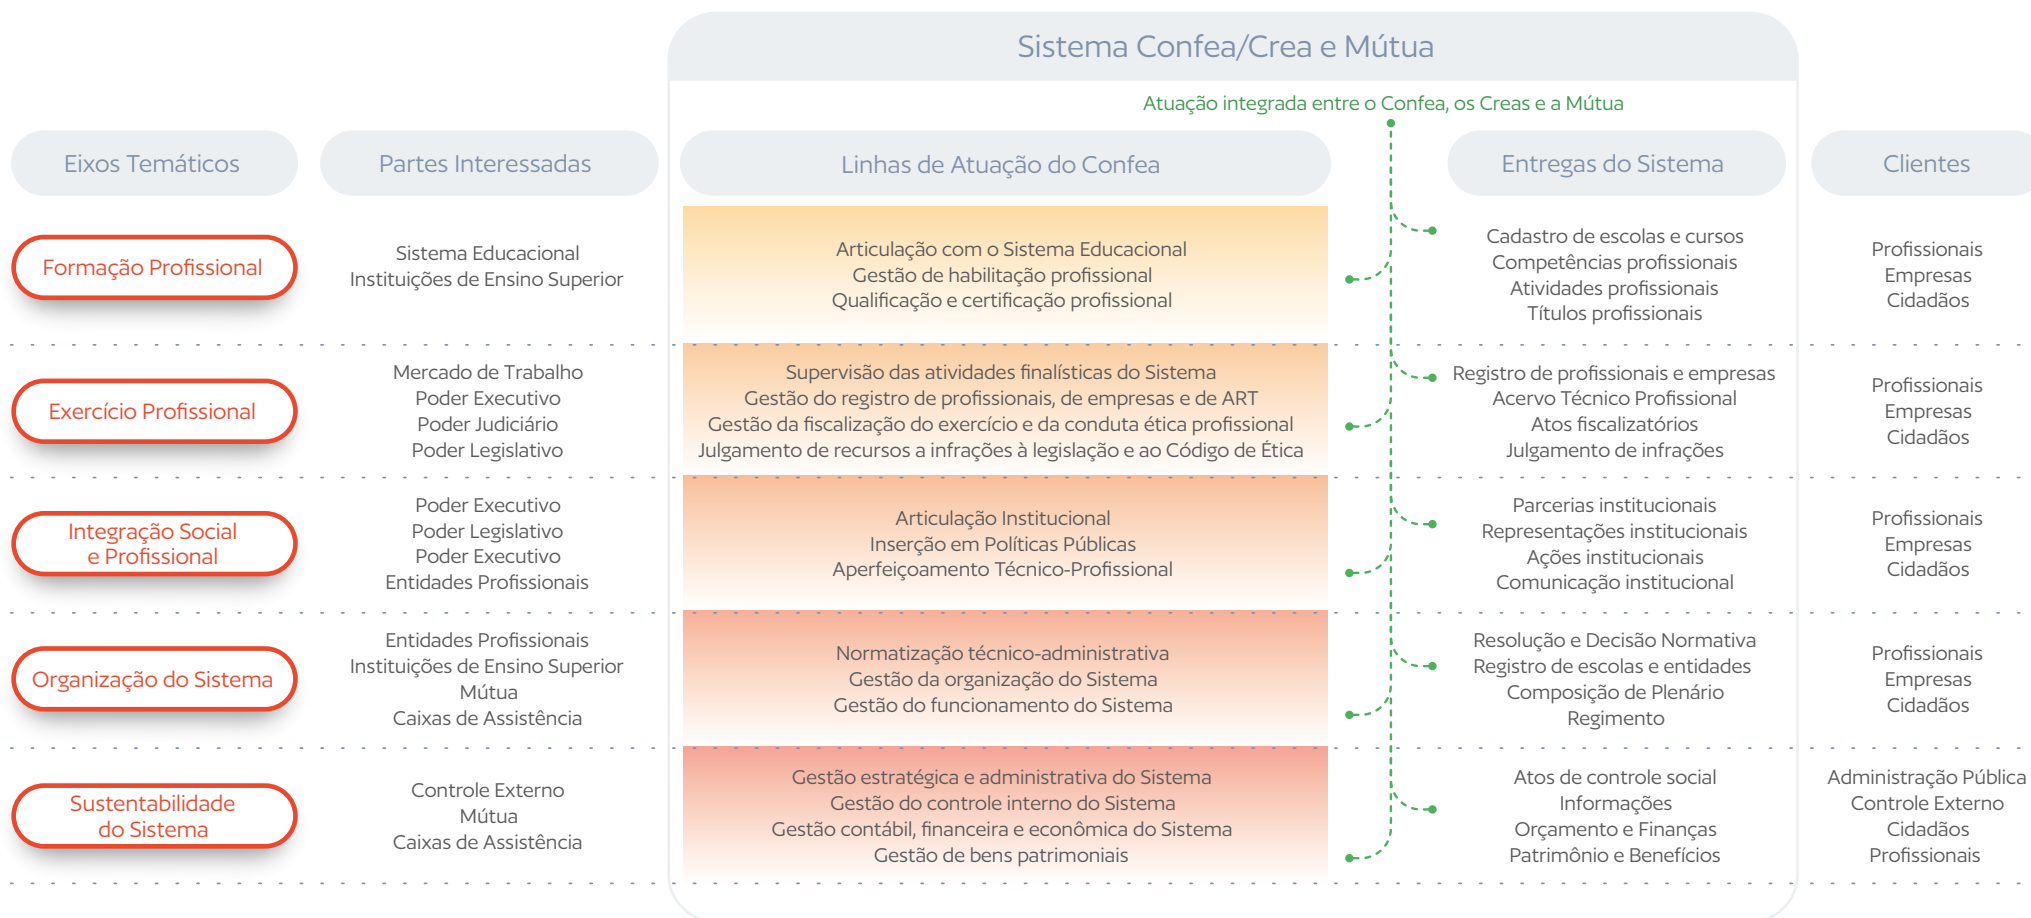 Sistema Confea/Crea e Mútua
Atuação integrada entre o Confea, os Creas e a Mútua
Eixos Temáticos
Partes Interessadas
Linhas de Atuação do Confea
Entregas do Sistema
Clientes
Formação Profissional
Sistema Educacional
Instituições de Ensino Superior
Articulação com o Sistema Educacional
Gestão de habilitação profissional
Qualificação e certificação profissional
Cadastro de escolas e cursos
Competências profissionais
Atividades profissionais
Títulos profissionais
Profissionais
Empresas
Cidadãos
Exercício Profissional
Mercado de Trabalho
Poder Executivo
Poder Judiciário
Poder Legislativo
Supervisão das atividades finalísticas do Sistema
Gestão do registro de profissionais, de empresas e de ART
Gestão da fiscalização do exercício e da conduta ética profissional
Julgamento de recursos a infrações à legislação e ao Código de Ética
Registro de profissionais e empresas
Acervo Técnico Profissional
Atos fiscalizatórios
Julgamento de infrações
Profissionais
Empresas
Cidadãos
Integração Social
e Profissional
Poder Executivo
Poder Legislativo
Poder Executivo
Entidades Profissionais
Articulação Institucional
Inserção em Políticas Públicas
Aperfeiçoamento Técnico-Profissional
Parcerias institucionais
Representações institucionais
Ações institucionais
Comunicação institucional
Profissionais
Empresas
Cidadãos
Organização do Sistema
Entidades Profissionais
Instituições de Ensino Superior
Mútua
Caixas de Assistência
Normatização técnico-administrativa
Gestão da organização do Sistema
Gestão do funcionamento do Sistema
Resolução e Decisão Normativa
Registro de escolas e entidades
Composição de Plenário
Regimento
Profissionais
Empresas
Cidadãos
Sustentabilidade
do Sistema
Controle Externo
Mútua
Caixas de Assistência
Gestão estratégica e administrativa do Sistema
Gestão do controle interno do Sistema
Gestão contábil, financeira e econômica do Sistema
Gestão de bens patrimoniais
Atos de controle social
Informações
Orçamento e Finanças
Patrimônio e Benefícios
Administração Pública
Controle Externo
Cidadãos
Profissionais